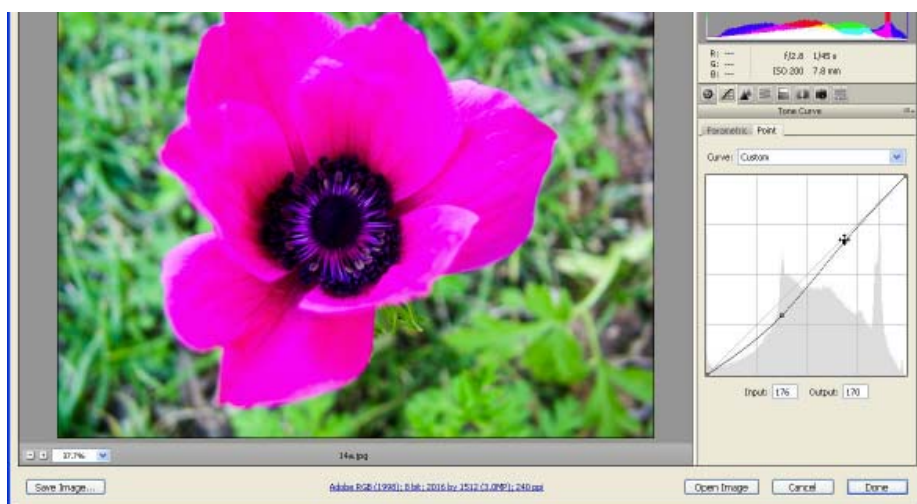 R: ---
G: ---
B: ---
f/2.8 1/45 s
ISO 200 7.8 mm
Tone Curve
Parametric Point
Curve: Custom
Input: 176 Output: 170
37.7%
14a.jpg
Save Image...
Adobe RGB (1998); 8 bit; 2016 by 1512 (3.0MP); 240 ppi
Open Image
Cancel
Done